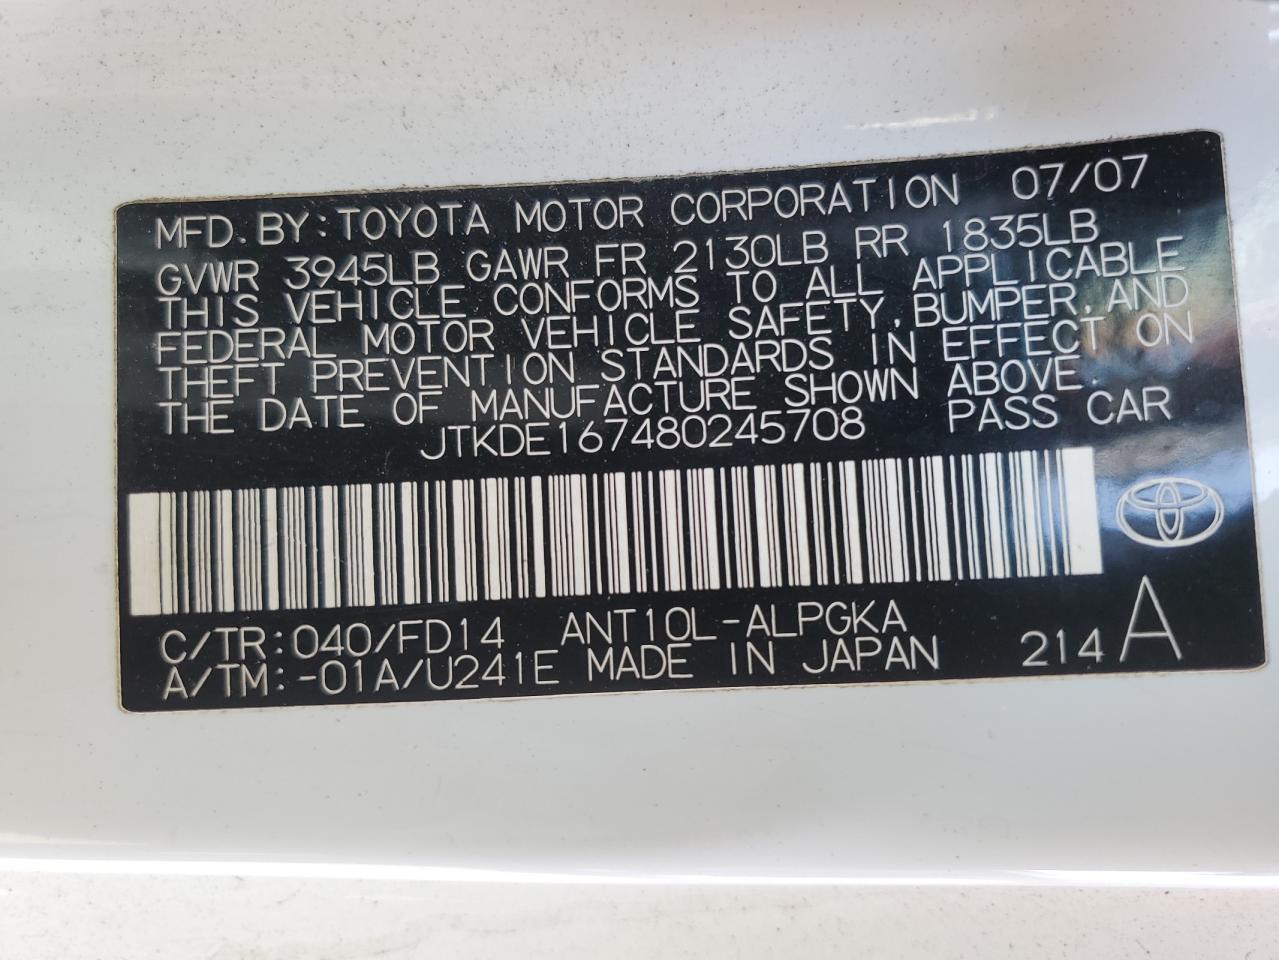 MFD. BY: TOYOTA MOTOR CORPORATION 07/07
GVWR 3945LB GAWR FR 2130LB RR 1835LB
THIS VEHICLE CONFORMS TO ALL APPLICABLE
FEDERAL MOTOR VEHICLE SAFETY, BUMPER, AND
THEFT PREVENTION STANDARDS IN EFFECT ON
THE DATE OF MANUFACTURE SHOWN ABOVE.
JTKDE167480245708 PASS CAR
C/TR: 040/FD14 ANT10L-ALPGKA
A/TM: -01A/U241E MADE IN JAPAN 214 A